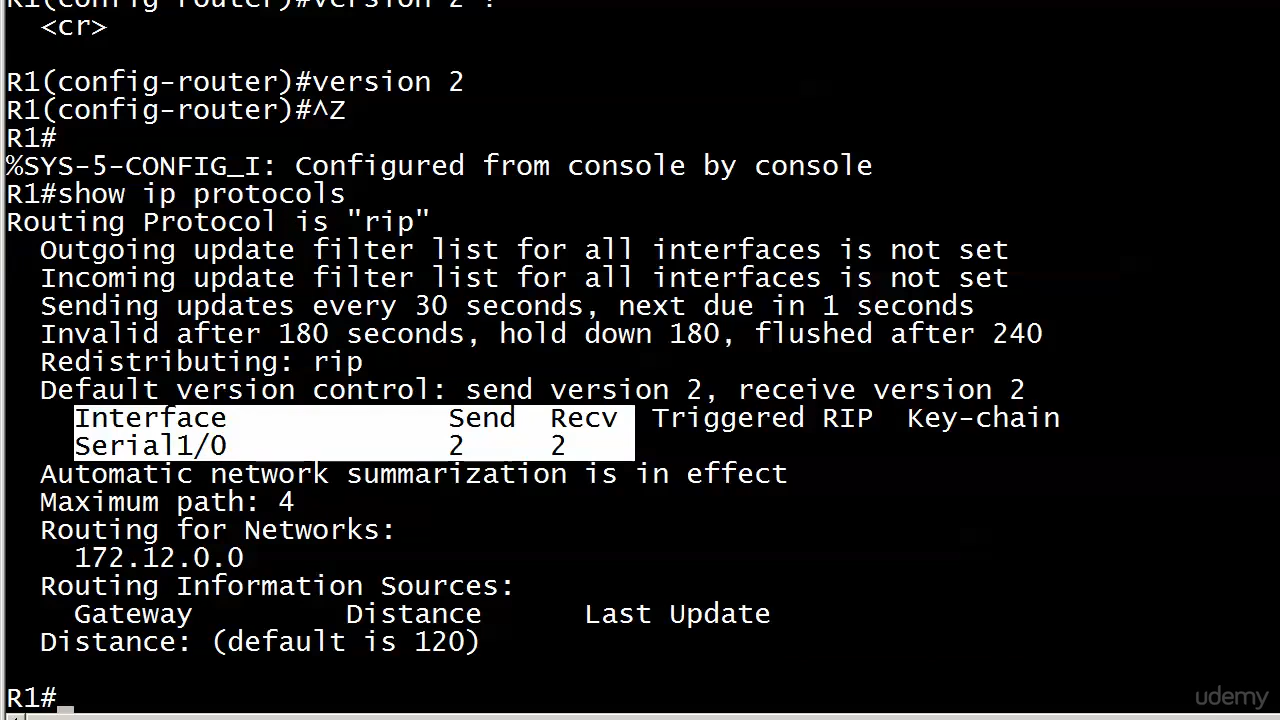 R1(config-router)#version 2 ?
  <cr>
R1(config-router)#version 2
R1(config-router)#^Z
R1#
%SYS-5-CONFIG_I: Configured from console by console
R1#show ip protocols
Routing Protocol is "rip"
  Outgoing update filter list for all interfaces is not set
  Incoming update filter list for all interfaces is not set
  Sending updates every 30 seconds, next due in 1 seconds
  Invalid after 180 seconds, hold down 180, flushed after 240
  Redistributing: rip
  Default version control: send version 2, receive version 2
    Interface             Send  Recv  Triggered RIP  Key-chain
    Serial1/0             2     2
  Automatic network summarization is in effect
  Maximum path: 4
  Routing for Networks:
    172.12.0.0
  Routing Information Sources:
    Gateway         Distance      Last Update
  Distance: (default is 120)
R1#
udemy